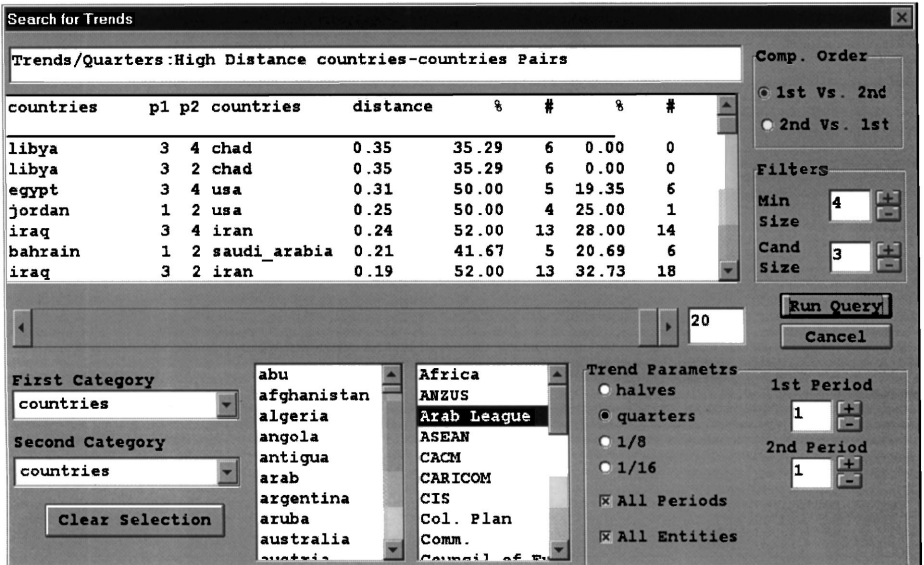 Search for Trends
Trends/Quarters:High Distance countries-countries Pairs
countries p1 p2 countries distance % # % #
libya 3 4 chad 0.35 35.29 6 0.00 0
libya 3 2 chad 0.35 35.29 6 0.00 0
egypt 3 4 usa 0.31 50.00 5 19.35 6
jordan 1 2 usa 0.25 50.00 4 25.00 1
iraq 3 4 iran 0.24 52.00 13 28.00 14
bahrain 1 2 saudi_arabia 0.21 41.67 5 20.69 6
iraq 3 2 iran 0.19 52.00 13 32.73 18
Comp. Order
1st Vs. 2nd
2nd Vs. 1st
Filters
Min Size 4
Cand Size 3
20
Run Query
Cancel
First Category
countries
Second Category
countries
Clear Selection
abu
afghanistan
algeria
angola
antigua
arab
argentina
aruba
australia
austria
Africa
ANZUS
Arab League
ASEAN
CACM
CARICOM
CIS
Col. Plan
Comm.
Council of
Trend Parametrs
halves
quarters
1/8
1/16
All Periods
All Entities
1st Period
1
2nd Period
1